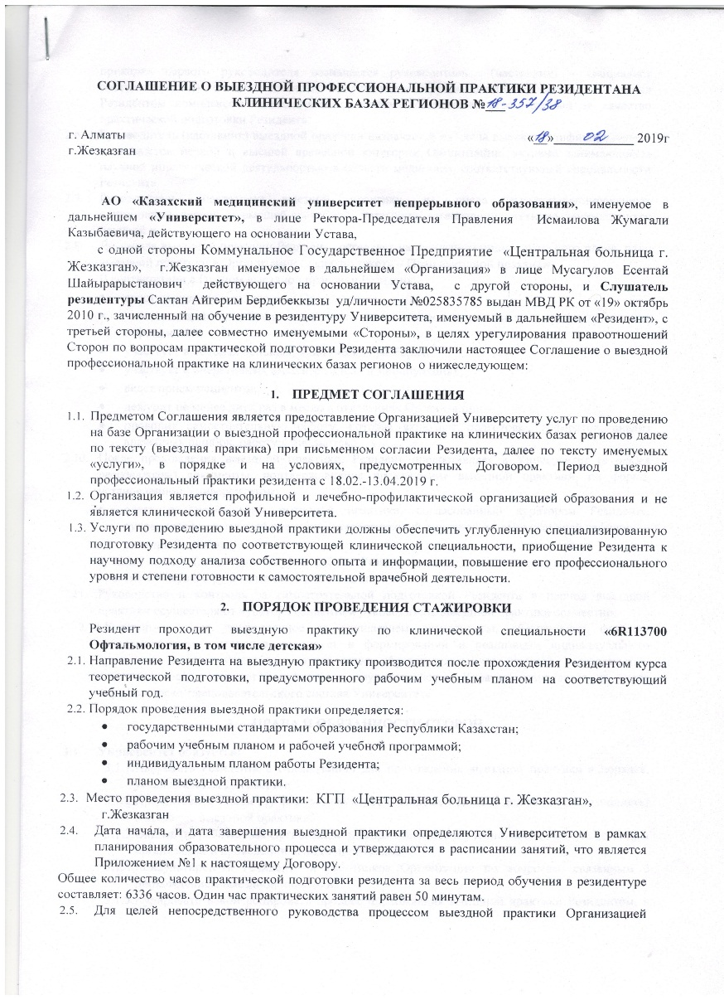 СОГЛАШЕНИЕ О ВЫЕЗДНОЙ ПРОФЕССИОНАЛЬНОЙ ПРАКТИКИ РЕЗИДЕНТАНА
КЛИНИЧЕСКИХ БАЗАХ РЕГИОНОВ №18-357/38
г. Алматы «18» 02 2019г
г.Жезқазған
АО «Казахский медицинский университет непрерывного образования», именуемое в
дальнейшем «Университет», в лице Ректора-Председателя Правления Исмаилова Жумагали
Казыбаевича, действующего на основании Устава,
с одной стороны Коммунальное Государственное Предприятие «Центральная больница г.
Жезказган», г.Жезказган именуемое в дальнейшем «Организация» в лице Мусагулов Есентай
Шайырарыстанович действующего на основании Устава, с другой стороны, и Слушатель
резидентуры Сактан Айгерим Бердибеккызы уд/личности №025835785 выдан МВД РК от «19» октябрь
2010 г., зачисленный на обучение в резидентуру Университета, именуемый в дальнейшем «Резидент», с
третьей стороны, далее совместно именуемыми «Стороны», в целях урегулирования правоотношений
Сторон по вопросам практической подготовки Резидента заключили настоящее Соглашение о выездной
профессиональной практике на клинических базах регионов о нижеследующем:
1. ПРЕДМЕТ СОГЛАШЕНИЯ
1.1. Предметом Соглашения является предоставление Организацией Университету услуг по проведению
на базе Организации о выездной профессиональной практике на клинических базах регионов далее
по тексту (выездная практика) при письменном согласии Резидента, далее по тексту именуемых
«услуги», в порядке и на условиях, предусмотренных Договором. Период выездной
профессиональный практики резидента с 18.02.-13.04.2019 г.
1.2. Организация является профильной и лечебно-профилактической организацией образования и не
является клинической базой Университета.
1.3. Услуги по проведению выездной практики должны обеспечить углубленную специализированную
подготовку Резидента по соответствующей клинической специальности, приобщение Резидента к
научному подходу анализа собственного опыта и информации, повышение его профессионального
уровня и степени готовности к самостоятельной врачебной деятельности.
2. ПОРЯДОК ПРОВЕДЕНИЯ СТАЖИРОВКИ
Резидент проходит выездную практику по клинической специальности «6R113700
Офтальмология, в том числе детская»
2.1. Направление Резидента на выездную практику производится после прохождения Резидентом курса
теоретической подготовки, предусмотренного рабочим учебным планом на соответствующий
учебный год.
2.2. Порядок проведения выездной практики определяется:
• государственными стандартами образования Республики Казахстан;
• рабочим учебным планом и рабочей учебной программой;
• индивидуальным планом работы Резидента;
• планом выездной практики.
2.3. Место проведения выездной практики: КГП «Центральная больница г. Жезказган»,
г.Жезказган
2.4. Дата начала, и дата завершения выездной практики определяются Университетом в рамках
планирования образовательного процесса и утверждаются в расписании занятий, что является
Приложением №1 к настоящему Договору.
Общее количество часов практической подготовки резидента за весь период обучения в резидентуре
составляет: 6336 часов. Один час практических занятий равен 50 минутам.
2.5. Для целей непосредственного руководства процессом выездной практики Организацией